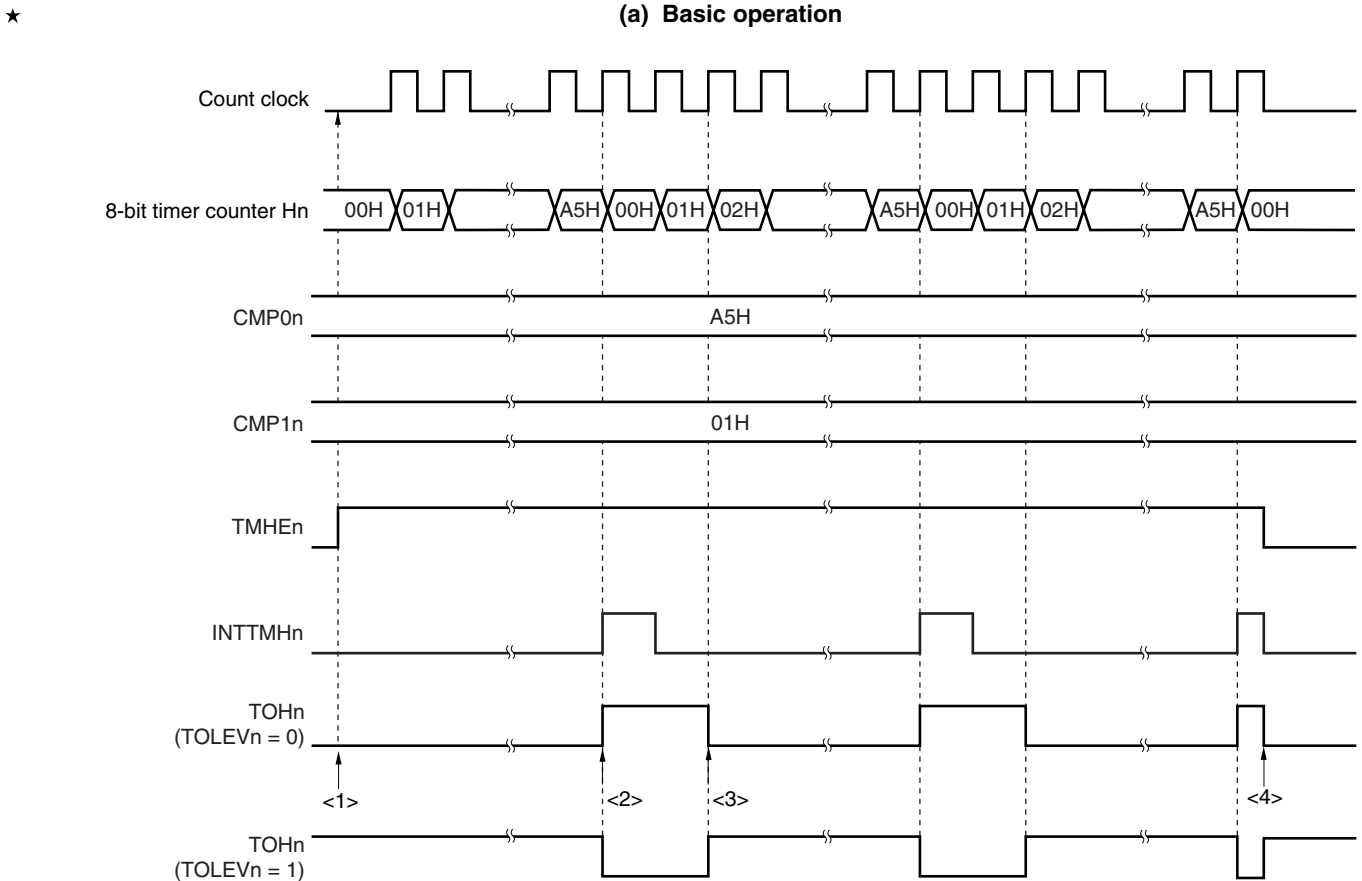 ★ (a) Basic operation
Count clock
8-bit timer counter Hn 00H 01H A5H 00H 01H 02H A5H 00H 01H 02H A5H 00H
CMP0n A5H
CMP1n 01H
TMHEn
INTTMHn
TOHn
(TOLEVn = 0)
<1> <2> <3> <4>
TOHn
(TOLEVn = 1)